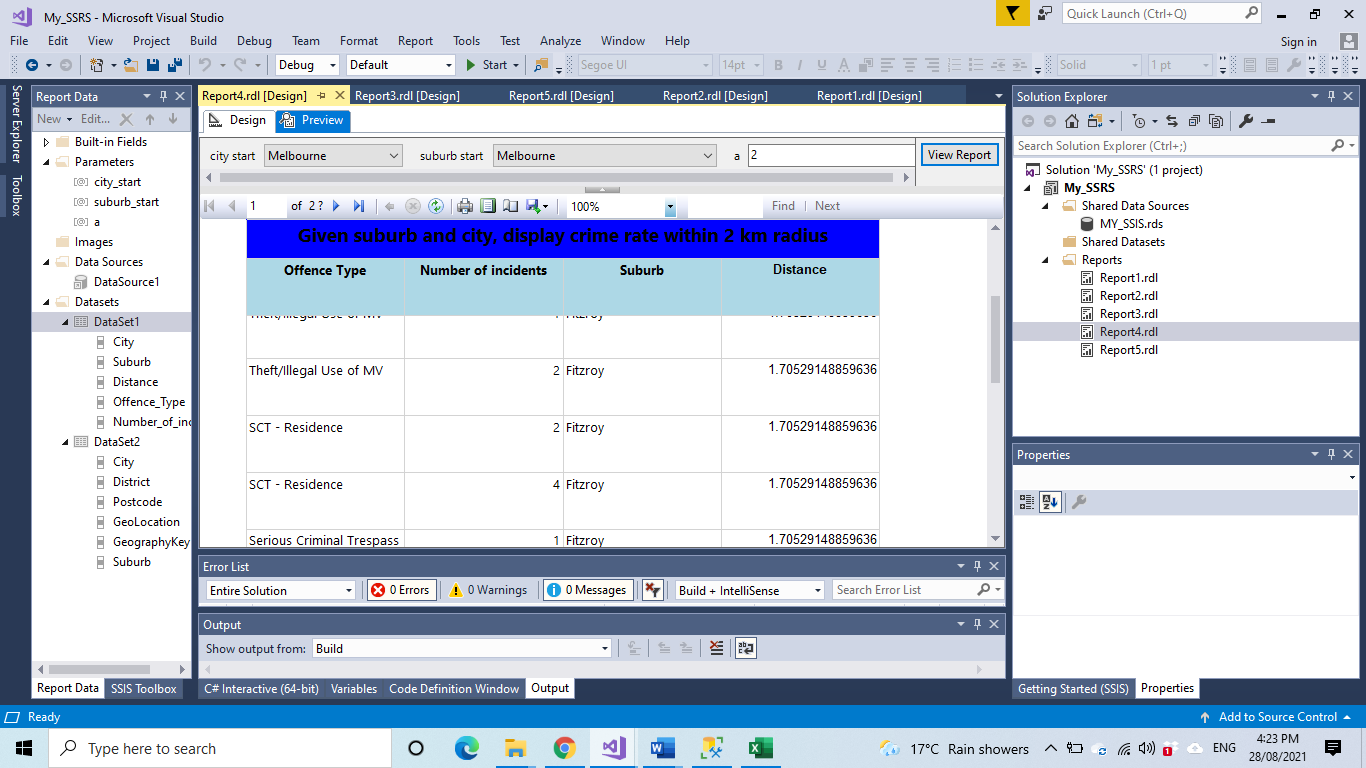 My_SSRS - Microsoft Visual Studio
Quick Launch (Ctrl+Q)
File Edit View Project Build Debug Team Format Report Tools Test Analyze Window Help
Sign in
Debug Default Start Segoe UI 14pt Solid 1 pt
Server Explorer
Toolbox
Report Data
New Edit...
Built-in Fields
Parameters
city_start
suburb_start
a
Images
Data Sources
DataSource1
Datasets
DataSet1
City
Suburb
Distance
Offence_Type
Number_of_inc
DataSet2
City
District
Postcode
GeoLocation
GeographyKey
Suburb
Report Data SSIS Toolbox
Report4.rdl [Design] Report3.rdl [Design] Report5.rdl [Design] Report2.rdl [Design] Report1.rdl [Design]
Design Preview
city start Melbourne suburb start Melbourne a 2 View Report
1 of 2 ? 100% Find | Next
Given suburb and city, display crime rate within 2 km radius
Offence Type Number of incidents Suburb Distance
Theft/Illegal Use of MV 1 Fitzroy 1.70529148859636
Theft/Illegal Use of MV 2 Fitzroy 1.70529148859636
SCT - Residence 2 Fitzroy 1.70529148859636
SCT - Residence 4 Fitzroy 1.70529148859636
Serious Criminal Trespass 1 Fitzroy 1.70529148859636
Error List
Entire Solution 0 Errors 0 Warnings 0 Messages Build + IntelliSense Search Error List
Output
Show output from: Build
C# Interactive (64-bit) Variables Code Definition Window Output
Solution Explorer
Search Solution Explorer (Ctrl+;)
Solution 'My_SSRS' (1 project)
My_SSRS
Shared Data Sources
MY_SSIS.rds
Shared Datasets
Reports
Report1.rdl
Report2.rdl
Report3.rdl
Report4.rdl
Report5.rdl
Properties
Getting Started (SSIS) Properties
Ready
Add to Source Control
Type here to search
17°C Rain showers
ENG
4:23 PM
28/08/2021